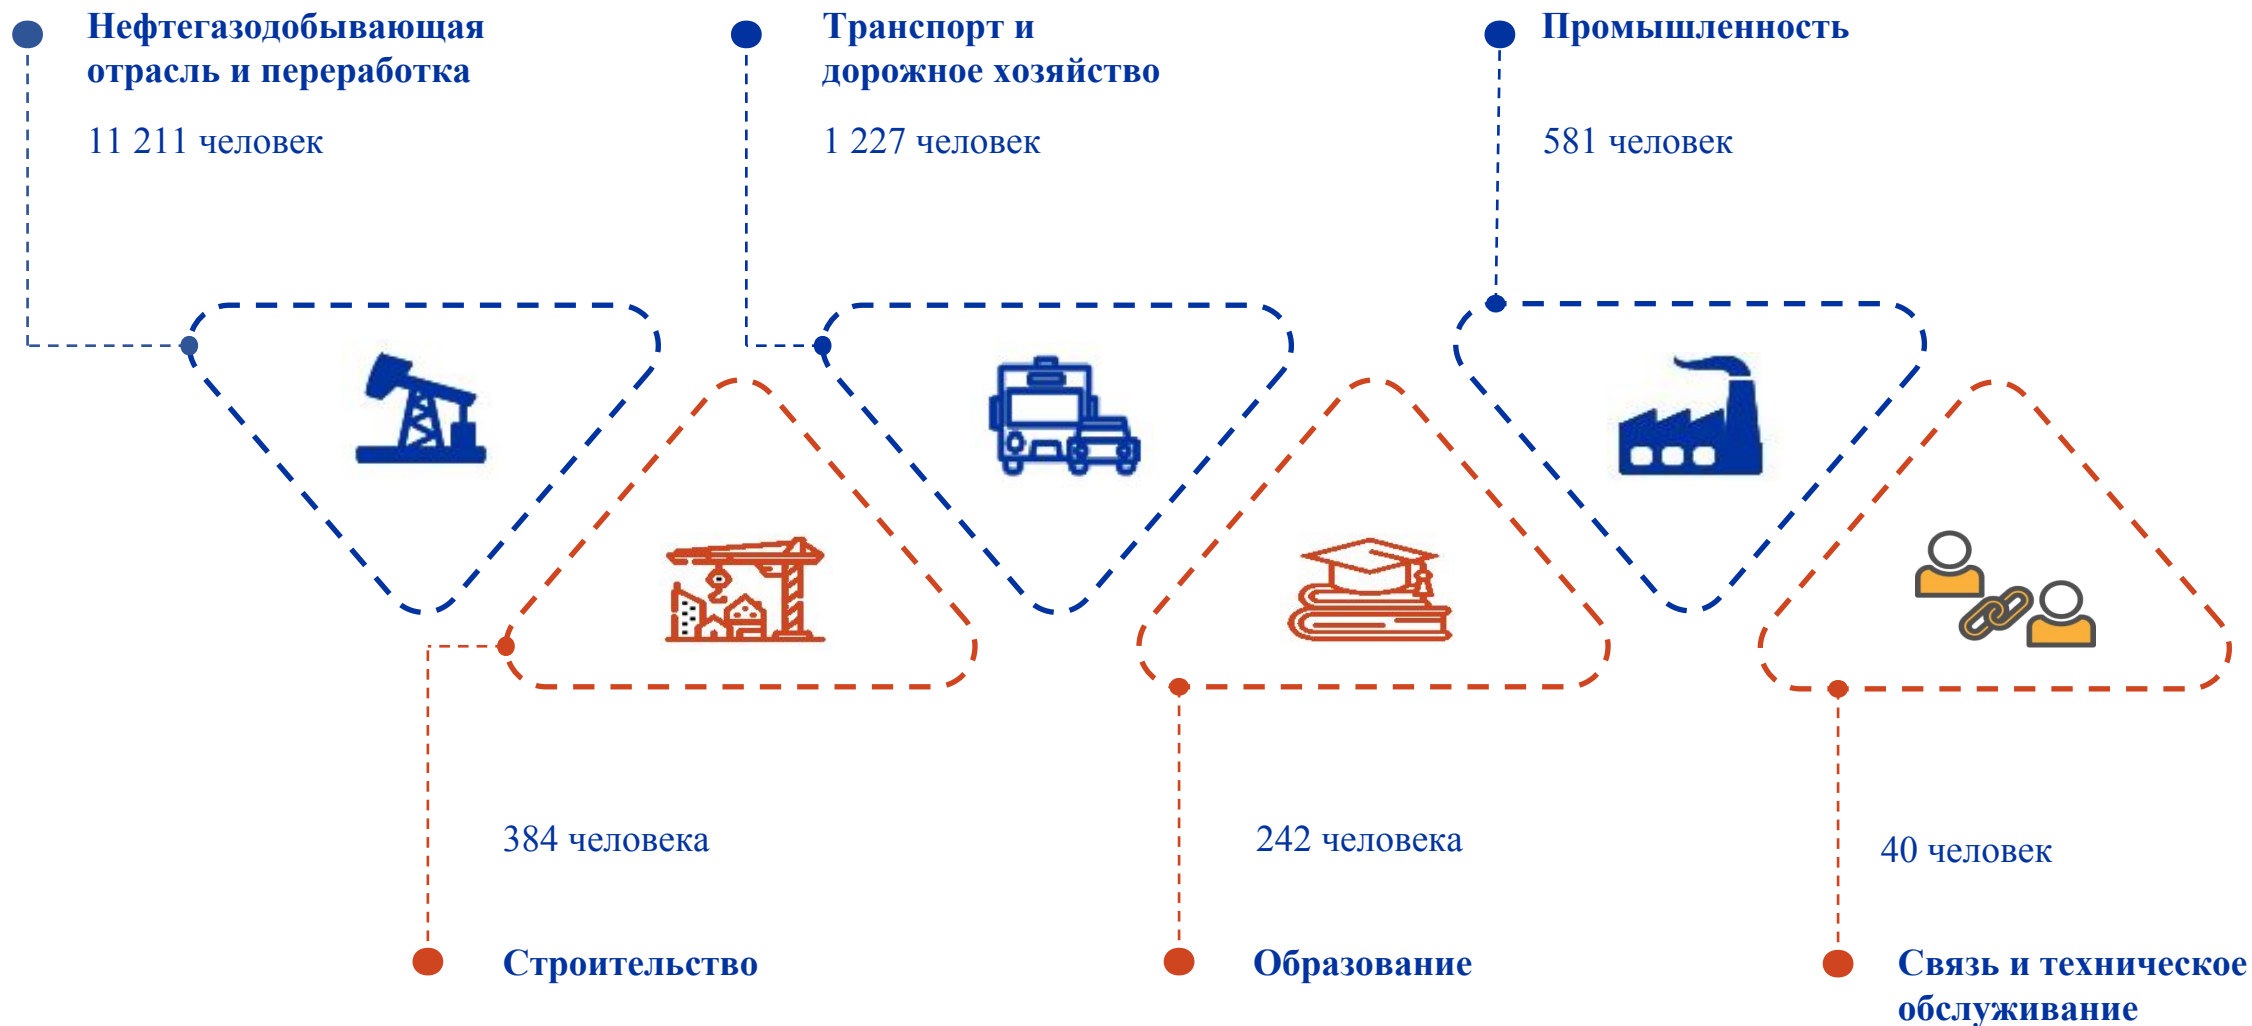 Нефтегазодобывающая
отрасль и переработка
11 211 человек
Транспорт и
дорожное хозяйство
1 227 человек
Промышленность
581 человек
384 человека
Строительство
242 человека
Образование
40 человек
Связь и техническое
обслуживание